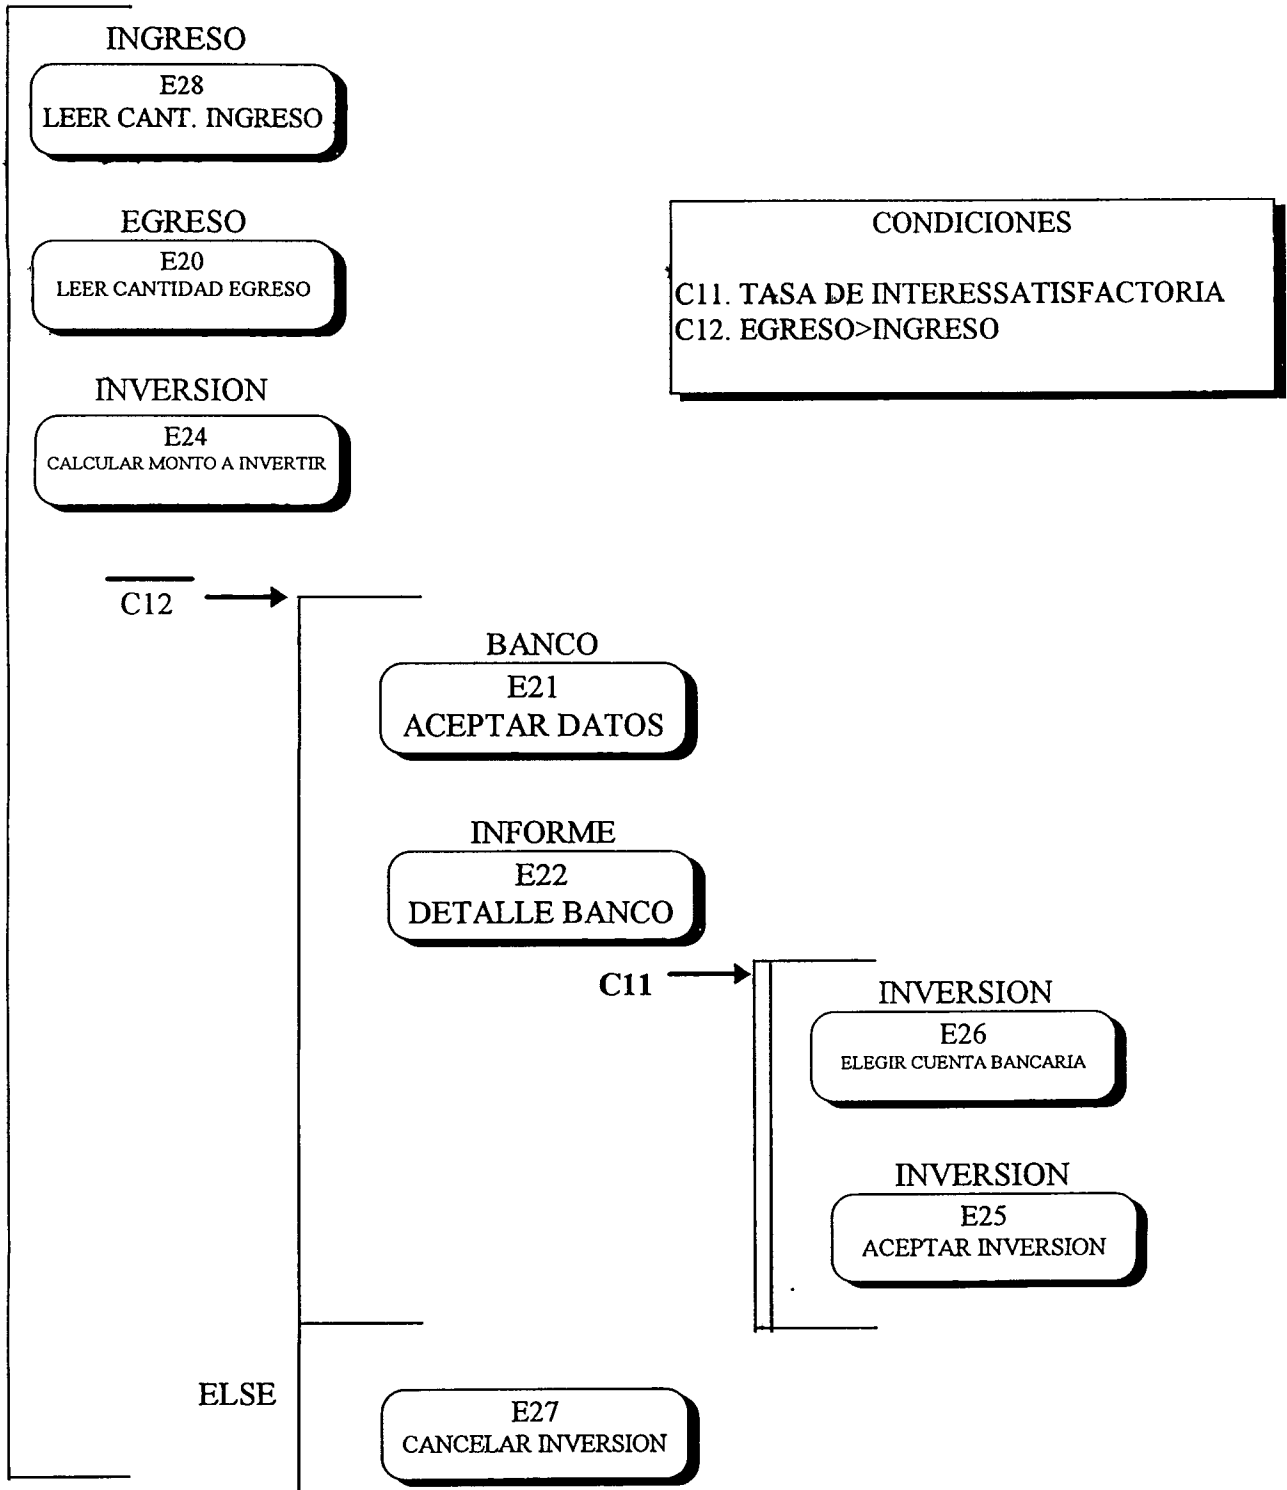 INGRESO
E28
LEER CANT. INGRESO
EGRESO
E20
LEER CANTIDAD EGRESO
CONDICIONES
C11. TASA DE INTERESSATISFACTORIA
C12. EGRESO>INGRESO
INVERSION
E24
CALCULAR MONTO A INVERTIR
C12
BANCO
E21
ACEPTAR DATOS
INFORME
E22
DETALLE BANCO
C11
INVERSION
E26
ELEGIR CUENTA BANCARIA
INVERSION
E25
ACEPTAR INVERSION
ELSE
E27
CANCELAR INVERSION